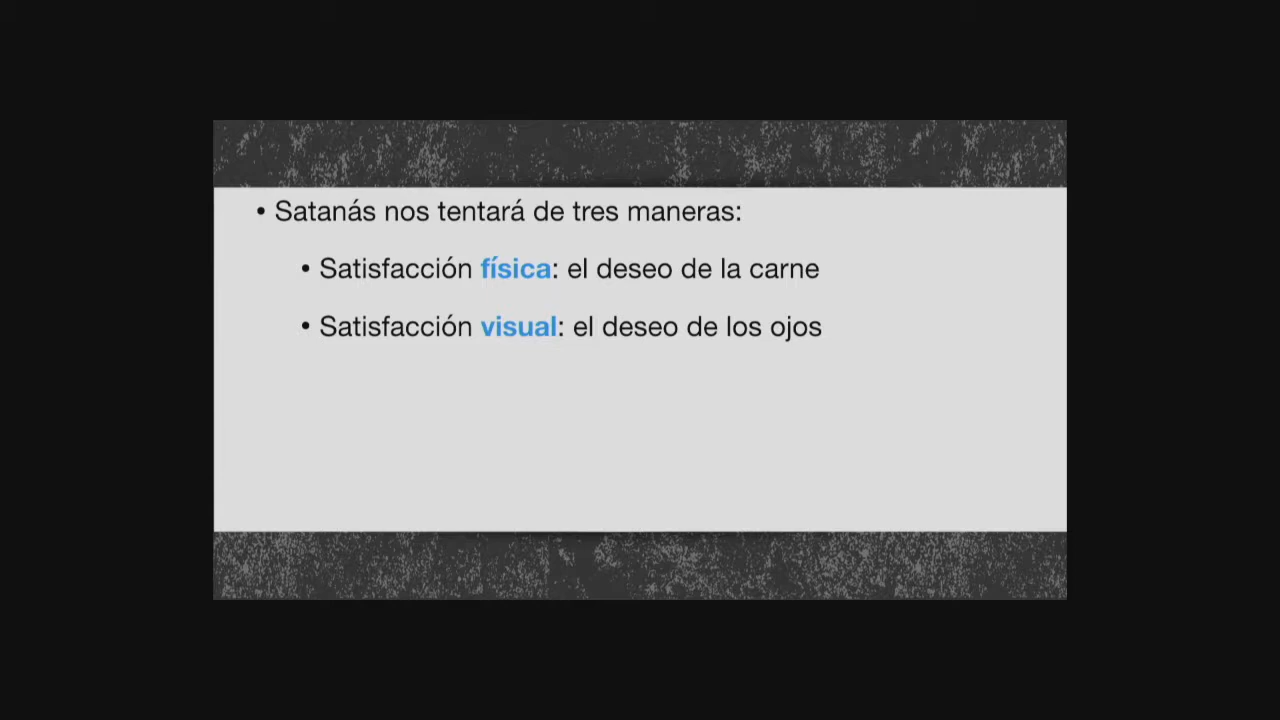 • Satanás nos tentará de tres maneras:
• Satisfacción física: el deseo de la carne
• Satisfacción visual: el deseo de los ojos